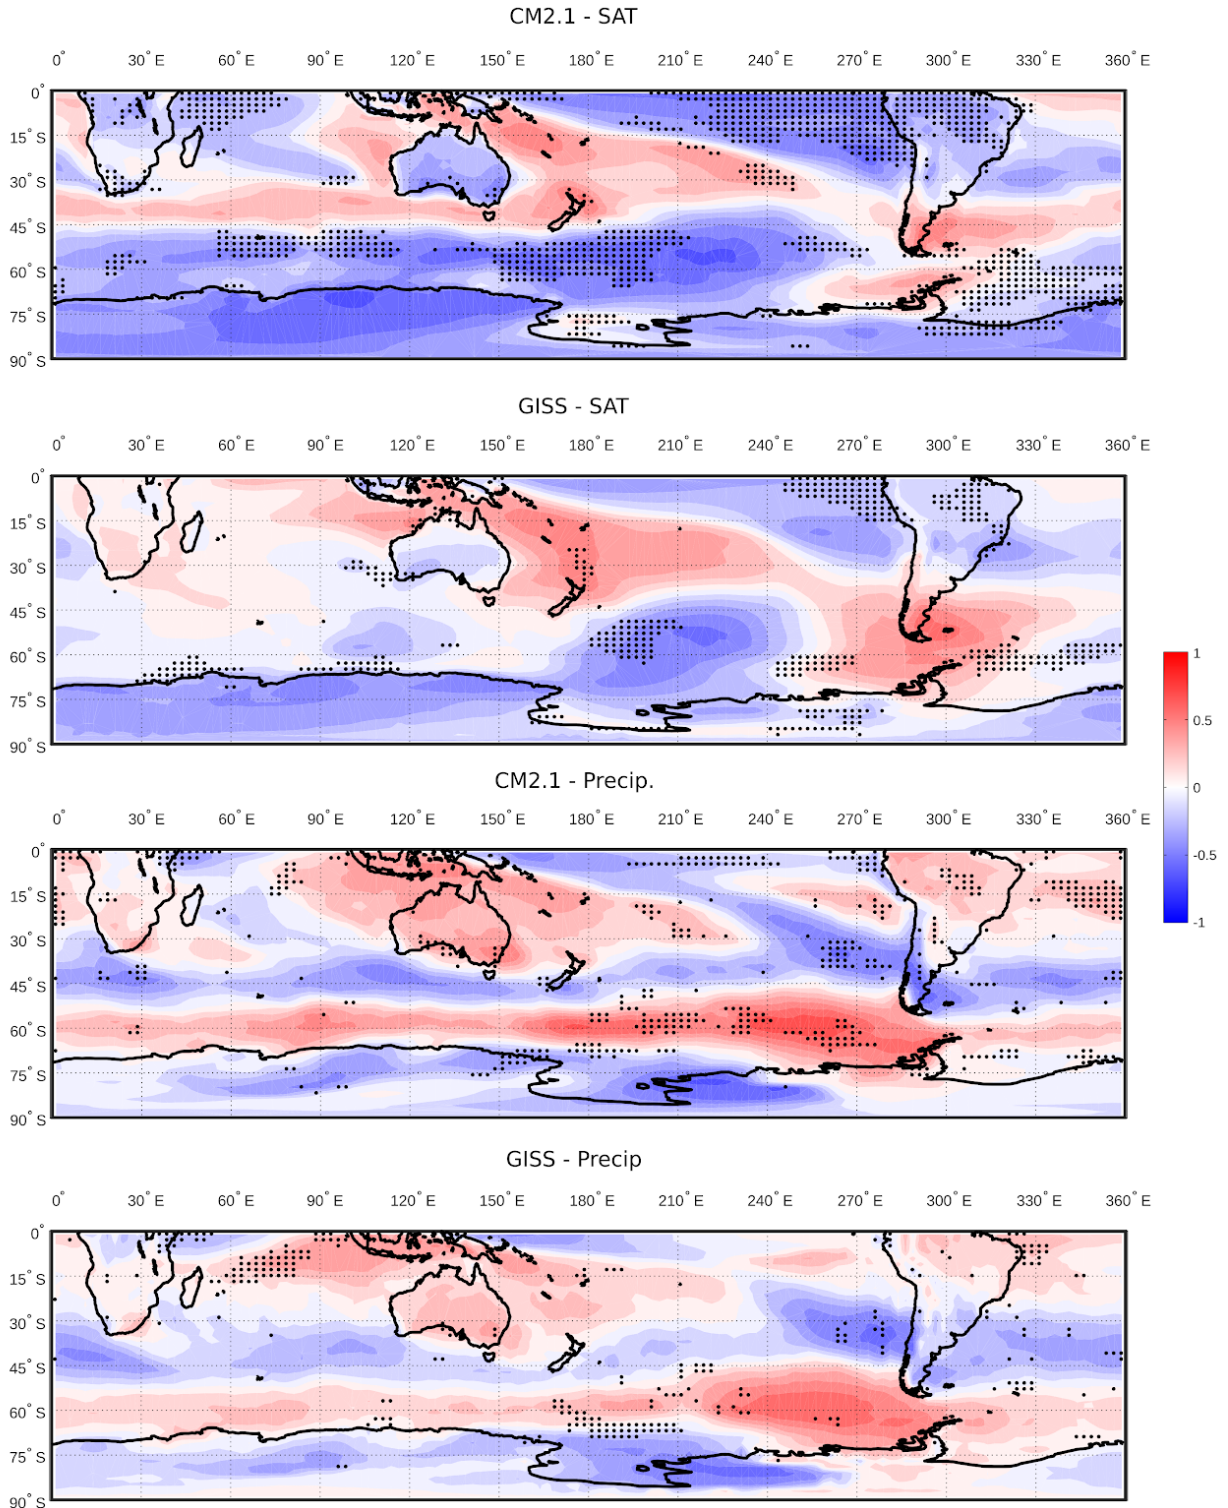 CM2.1 - SAT
0° 30° E 60° E 90° E 120° E 150° E 180° E 210° E 240° E 270° E 300° E 330° E 360° E
0°
15° S
30° S
45° S
60° S
75° S
90° S
GISS - SAT
0° 30° E 60° E 90° E 120° E 150° E 180° E 210° E 240° E 270° E 300° E 330° E 360° E
0°
15° S
30° S
45° S
60° S
75° S
90° S
1
0.5
0
-0.5
-1
CM2.1 - Precip.
0° 30° E 60° E 90° E 120° E 150° E 180° E 210° E 240° E 270° E 300° E 330° E 360° E
0°
15° S
30° S
45° S
60° S
75° S
90° S
GISS - Precip
0° 30° E 60° E 90° E 120° E 150° E 180° E 210° E 240° E 270° E 300° E 330° E 360° E
0°
15° S
30° S
45° S
60° S
75° S
90° S